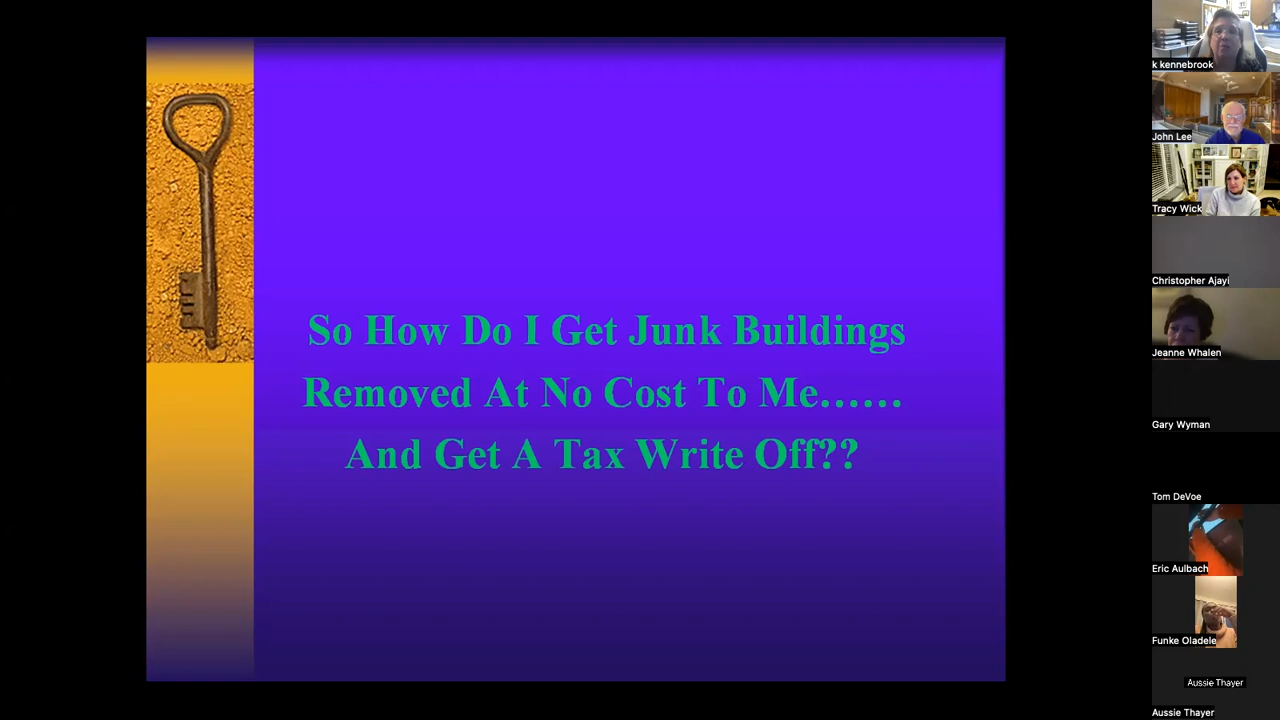 So How Do I Get Junk Buildings
Removed At No Cost To Me……
And Get A Tax Write Off??
k kennebrook
John Lee
Tracy Wick
Christopher Ajayi
Jeanne Whalen
Gary Wyman
Tom DeVoe
Eric Aulbach
Funke Oladele
Aussie Thayer
Aussie Thayer